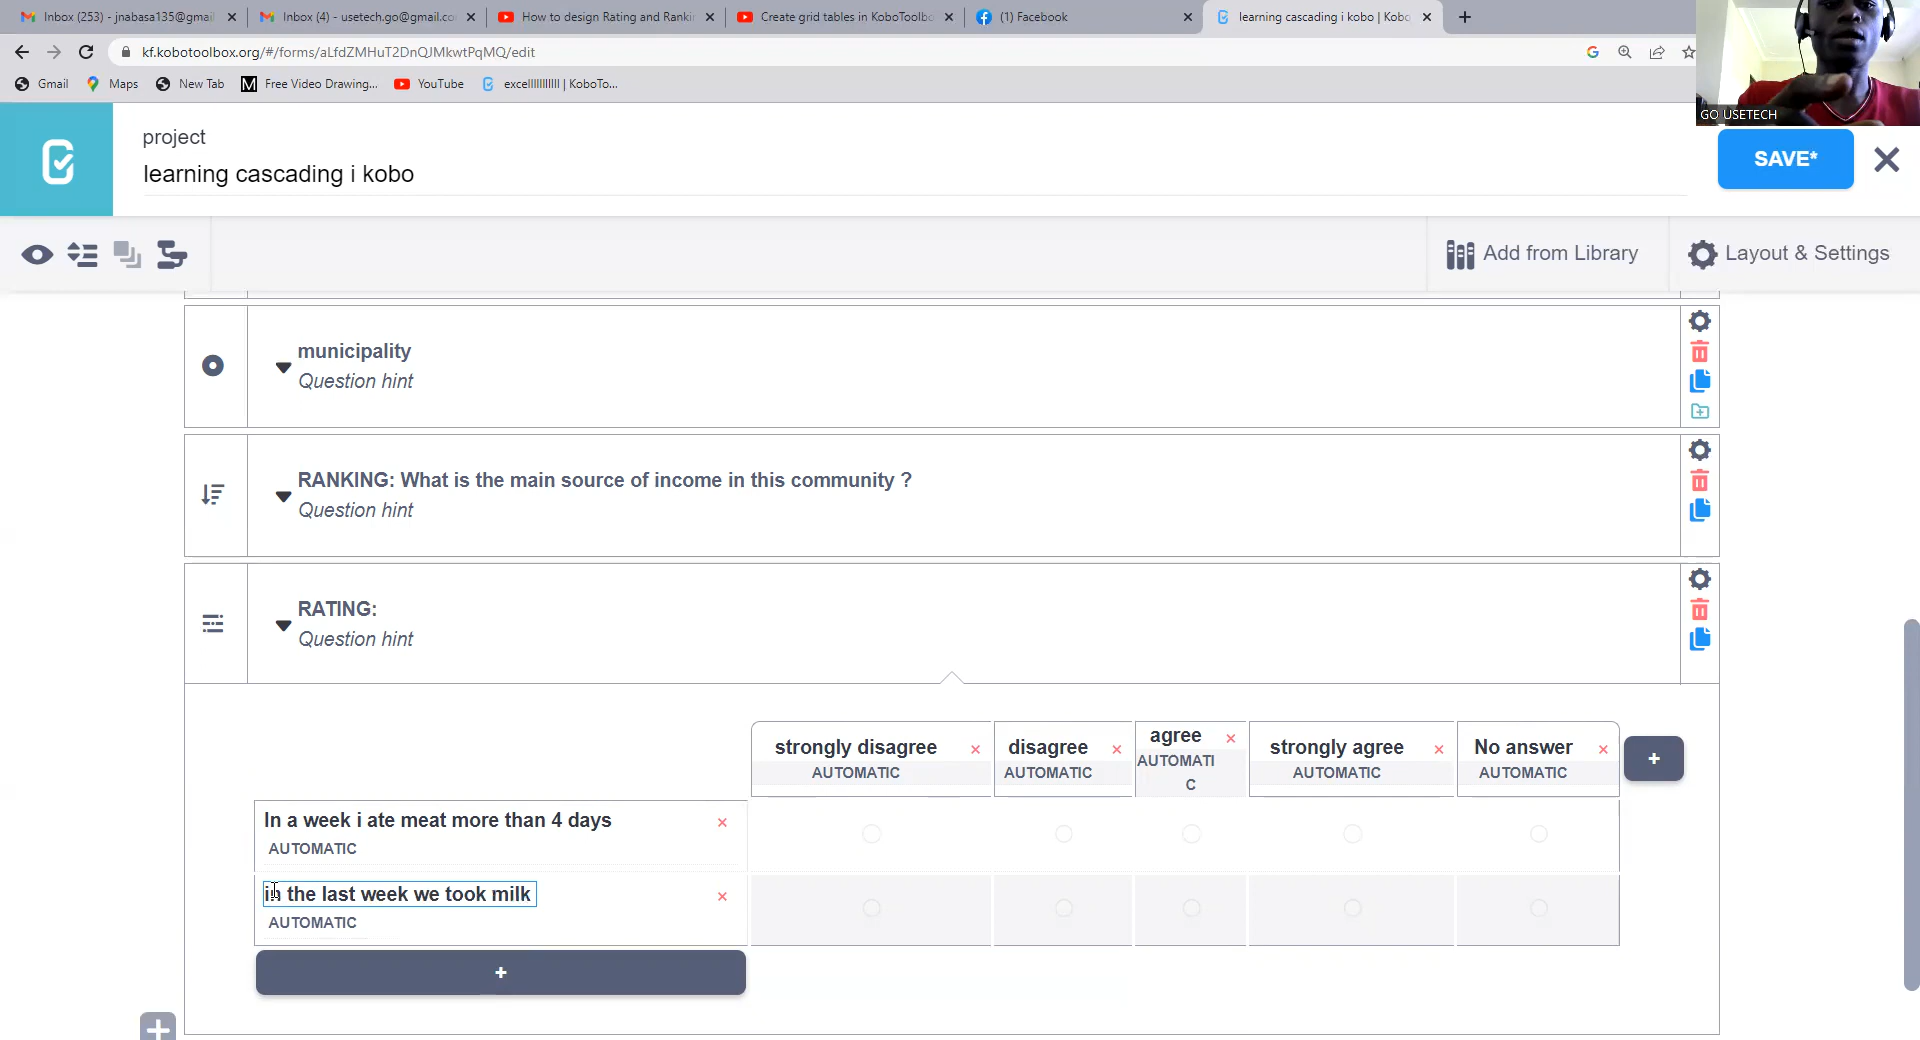 Inbox (253) - jnabasa135@gmail
Inbox (4) - usetech.go@gmail.co
How to design Rating and Ranki
Create grid tables in KoboToolb
(1) Facebook
learning cascading i kobo | Kobo
kf.kobotoolbox.org/#/forms/aLfdZMHuT2DnQJMkwtPqMQ/edit
Gmail
Maps
New Tab
Free Video Drawing...
YouTube
excellllllllllll | KoboTo...
GO USETECH
project
learning cascading i kobo
SAVE*
Add from Library
Layout & Settings
municipality
Question hint
RANKING: What is the main source of income in this community ?
Question hint
RATING:
Question hint
strongly disagree
AUTOMATIC
disagree
AUTOMATIC
agree
AUTOMATI
C
strongly agree
AUTOMATIC
No answer
AUTOMATIC
+
In a week i ate meat more than 4 days
AUTOMATIC
in the last week we took milk
AUTOMATIC
+